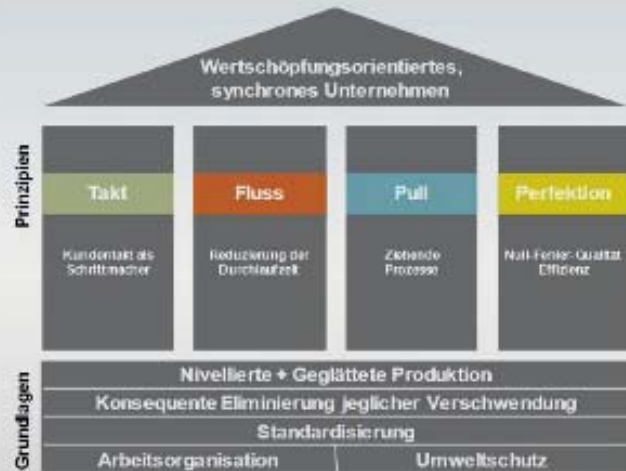 Wertschöpfungsorientiertes,
synchrones Unternehmen
Prinzipien
Takt
Kundentakt als
Schrittmacher
Fluss
Reduzierung der
Durchlaufzeit
Pull
Ziehende
Prozesse
Perfektion
Null-Fehler-Qualität
Effizienz
Grundlagen
Nivellierte + Geglättete Produktion
Konsequente Eliminierung jeglicher Verschwendung
Standardisierung
Arbeitsorganisation
Umweltschutz